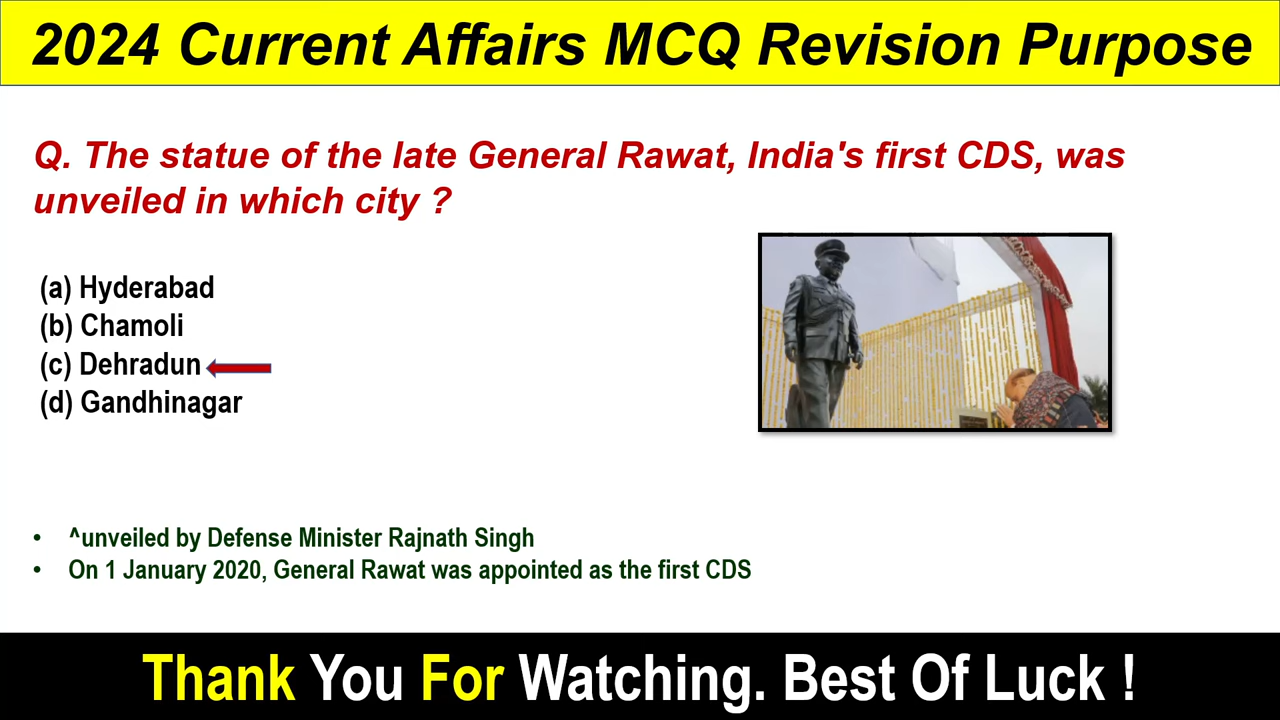 2024 Current Affairs MCQ Revision Purpose
Q. The statue of the late General Rawat, India's first CDS, was
unveiled in which city ?
(a) Hyderabad
(b) Chamoli
(c) Dehradun
(d) Gandhinagar
• ^unveiled by Defense Minister Rajnath Singh
• On 1 January 2020, General Rawat was appointed as the first CDS
Thank You For Watching. Best Of Luck !